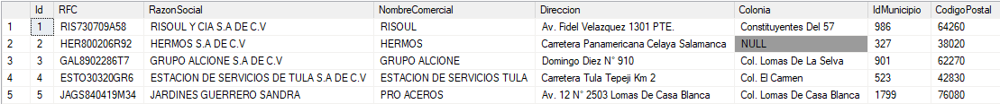 Id RFC RazonSocial NombreComercial Direccion Colonia IdMunicipio CodigoPostal
1 1 RIS730709A58 RISOUL Y CIA S.A DE C.V RISOUL Av. Fidel Velazquez 1301 PTE. Constituyentes Del 57 986 64260
2 2 HER800206R92 HERMOS S.A DE C.V HERMOS Carretera Panamericana Celaya Salamanca NULL 327 38020
3 3 GAL8902286T7 GRUPO ALCIONE S.A DE C.V GRUPO ALCIONE Domingo Diez N° 910 Col. Lomas De La Selva 901 62270
4 4 ESTO30320GR6 ESTACION DE SERVICIOS DE TULA S.A DE C.V ESTACION DE SERVICIOS TULA Carretera Tula Tepeji Km 2 Col. El Carmen 523 42830
5 5 JAGS840419M34 JARDINES GUERRERO SANDRA PRO ACEROS Av. 12 N° 2503 Lomas De Casa Blanca Col. Lomas De Casa Blanca 1799 76080